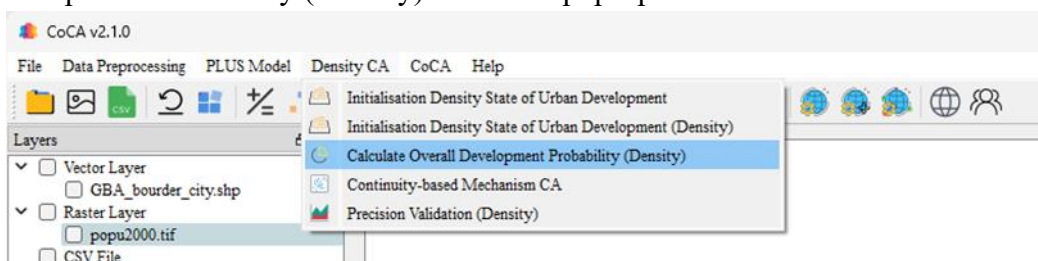 CoCA v2.1.0
File Data Preprocessing PLUS Model Density CA CoCA Help
CSV
Initialisation Density State of Urban Development
Initialisation Density State of Urban Development (Density)
Calculate Overall Development Probability (Density)
Continuity-based Mechanism CA
Precision Validation (Density)
Layers
Vector Layer
GBA_bourder_city.shp
Raster Layer
popu2000.tif
CSV File